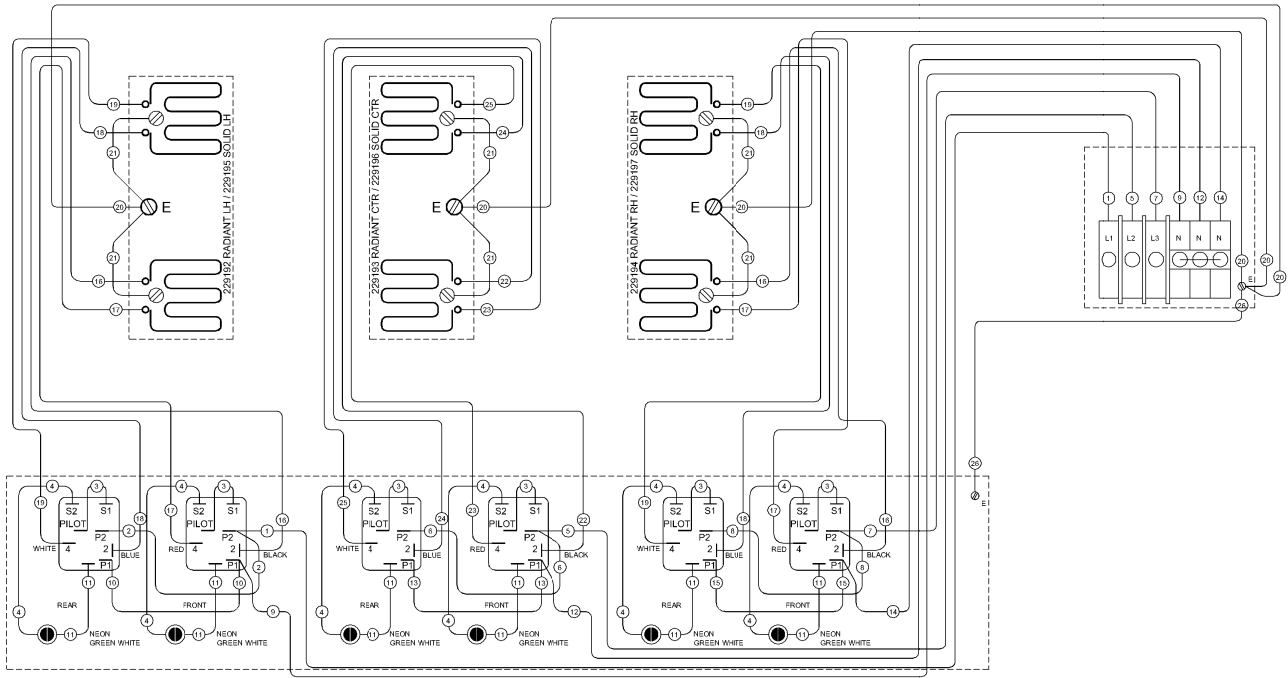 19
18
21
20
E
21
16
17
229192 RADIANT LH / 229195 SOLID LH
25
24
21
E
20
21
22
23
229193 RADIANT CTR / 229196 SOLID CTR
19
18
21
E
20
21
16
17
229194 RADIANT RH / 229197 SOLID RH
1
5
7
9
12
14
L1
L2
L3
N
N
N
20
20
20
E
26
26
E
4
3
4
3
4
3
4
3
4
3
4
3
19
S2
S1
PILOT
P2
4
2
P1
WHITE
BLUE
18
2
11
10
17
S2
S1
PILOT
P2
4
2
P1
RED
BLACK
16
1
2
11
10
9
25
S2
S1
PILOT
P2
4
2
P1
WHITE
BLUE
24
6
11
13
23
S2
S1
PILOT
P2
4
2
P1
RED
BLACK
22
5
6
11
13
12
19
S2
S1
PILOT
P2
4
2
P1
WHITE
BLUE
18
8
11
15
17
S2
S1
PILOT
P2
4
2
P1
RED
BLACK
16
7
8
11
15
14
REAR
FRONT
REAR
FRONT
REAR
FRONT
4
11
NEON
GREEN WHITE
4
11
NEON
GREEN WHITE
4
11
NEON
GREEN WHITE
4
11
NEON
GREEN WHITE
4
11
NEON
GREEN WHITE
4
11
NEON
GREEN WHITE